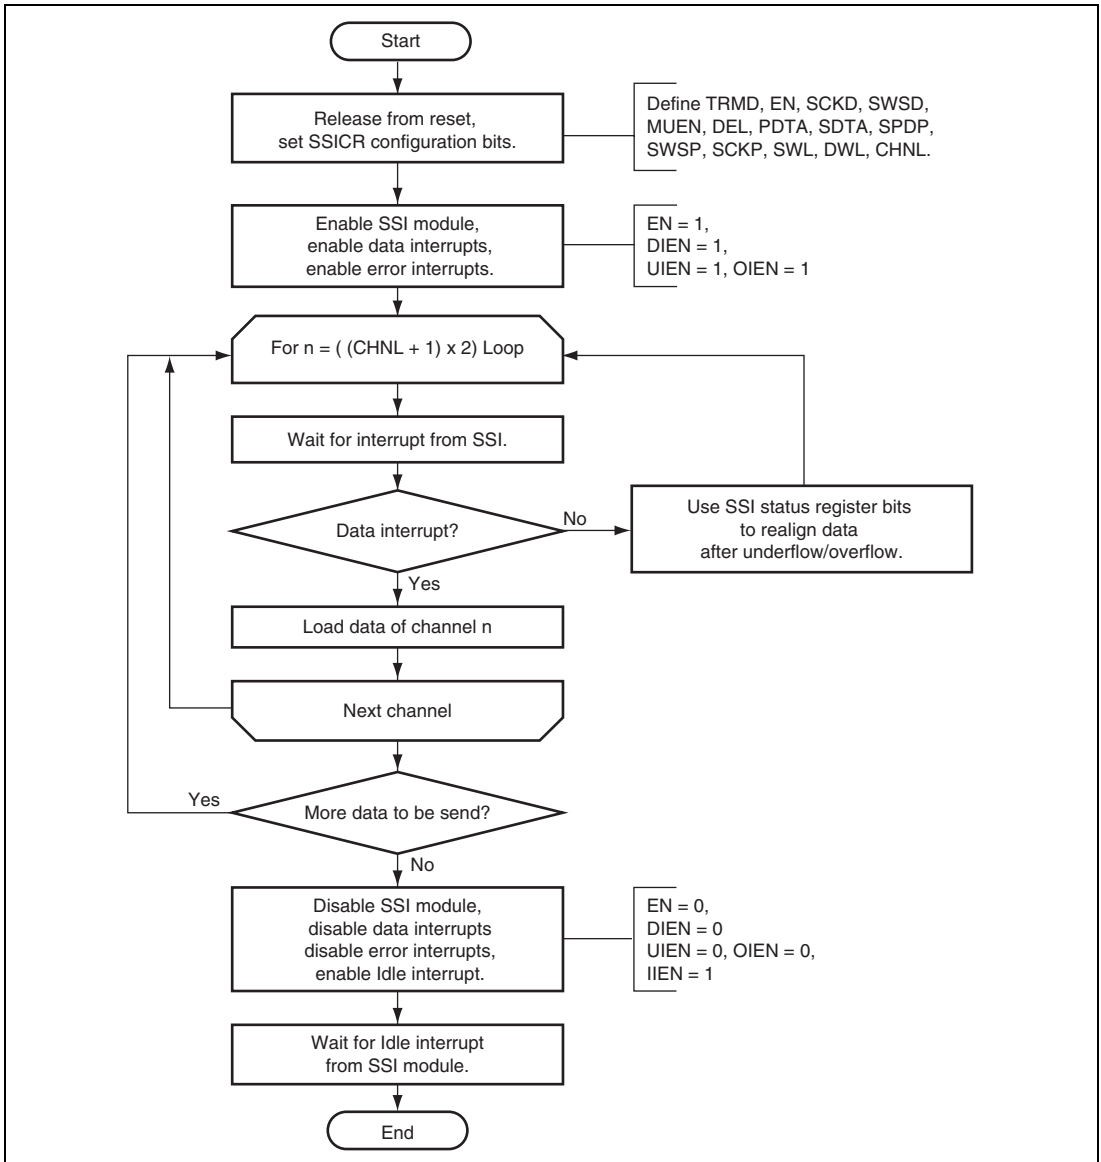 Start
Release from reset,
set SSICR configuration bits.
Define TRMD, EN, SCKD, SWSD,
MUEN, DEL, PDTA, SDTA, SPDP,
SWSP, SCKP, SWL, DWL, CHNL.
Enable SSI module,
enable data interrupts,
enable error interrupts.
EN = 1,
DIEN = 1,
UIEN = 1, OIEN = 1
For n = ( (CHNL + 1) x 2) Loop
Wait for interrupt from SSI.
Data interrupt?
No
Use SSI status register bits
to realign data
after underflow/overflow.
Yes
Load data of channel n
Next channel
Yes
More data to be send?
No
Disable SSI module,
disable data interrupts
disable error interrupts,
enable Idle interrupt.
EN = 0,
DIEN = 0
UIEN = 0, OIEN = 0,
IIEN = 1
Wait for Idle interrupt
from SSI module.
End